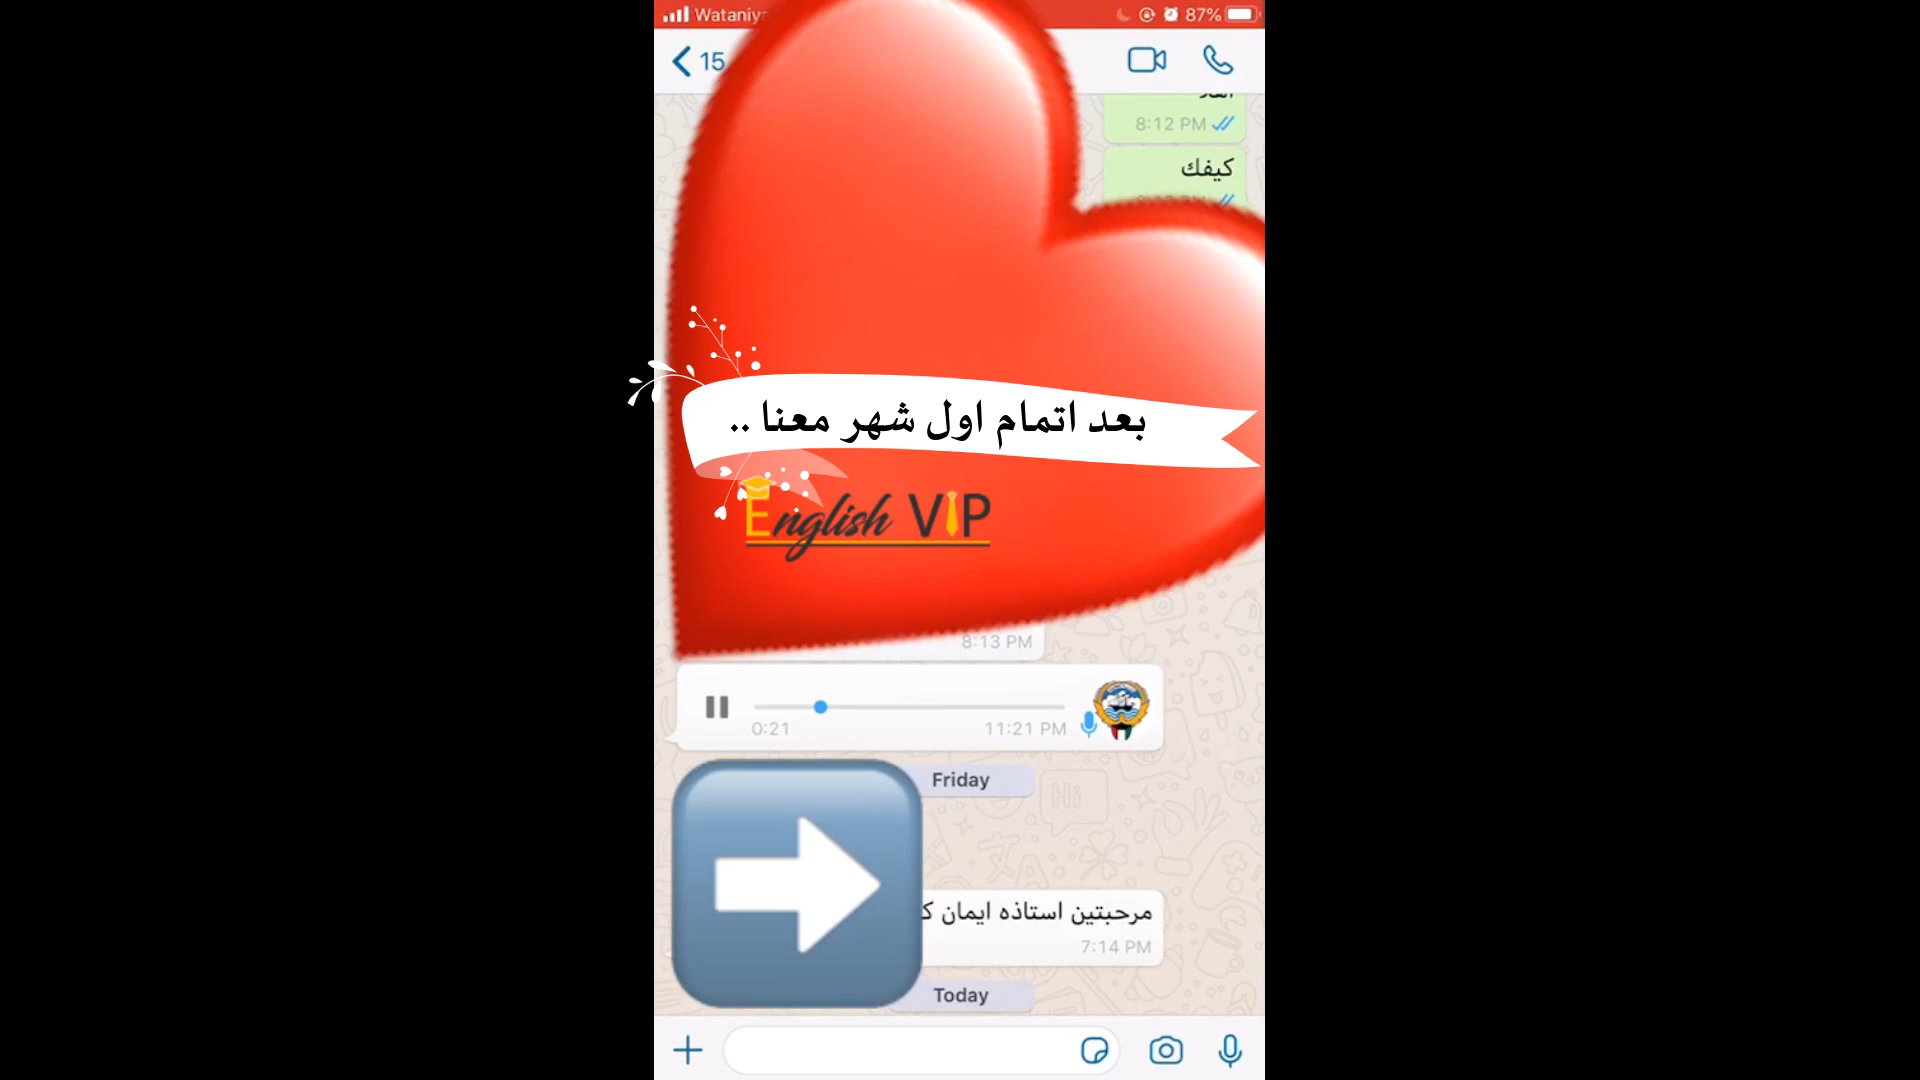 87%
15
8:12 PM
كيفك
بعد اتمام اول شهر معنا ..
English VIP
8:13 PM
0:21
11:21 PM
Friday
مرحبتين استاذه ايمان
7:14 PM
Today